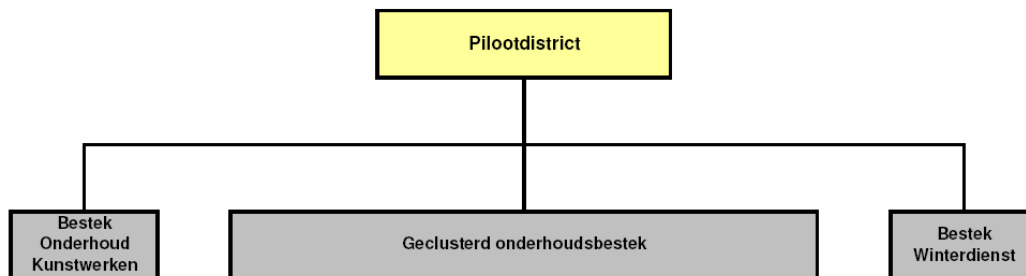 Pilootdistrict
Bestek
Onderhoud
Kunstwerken
Geclusterd onderhoudsbestek
Bestek
Winterdienst